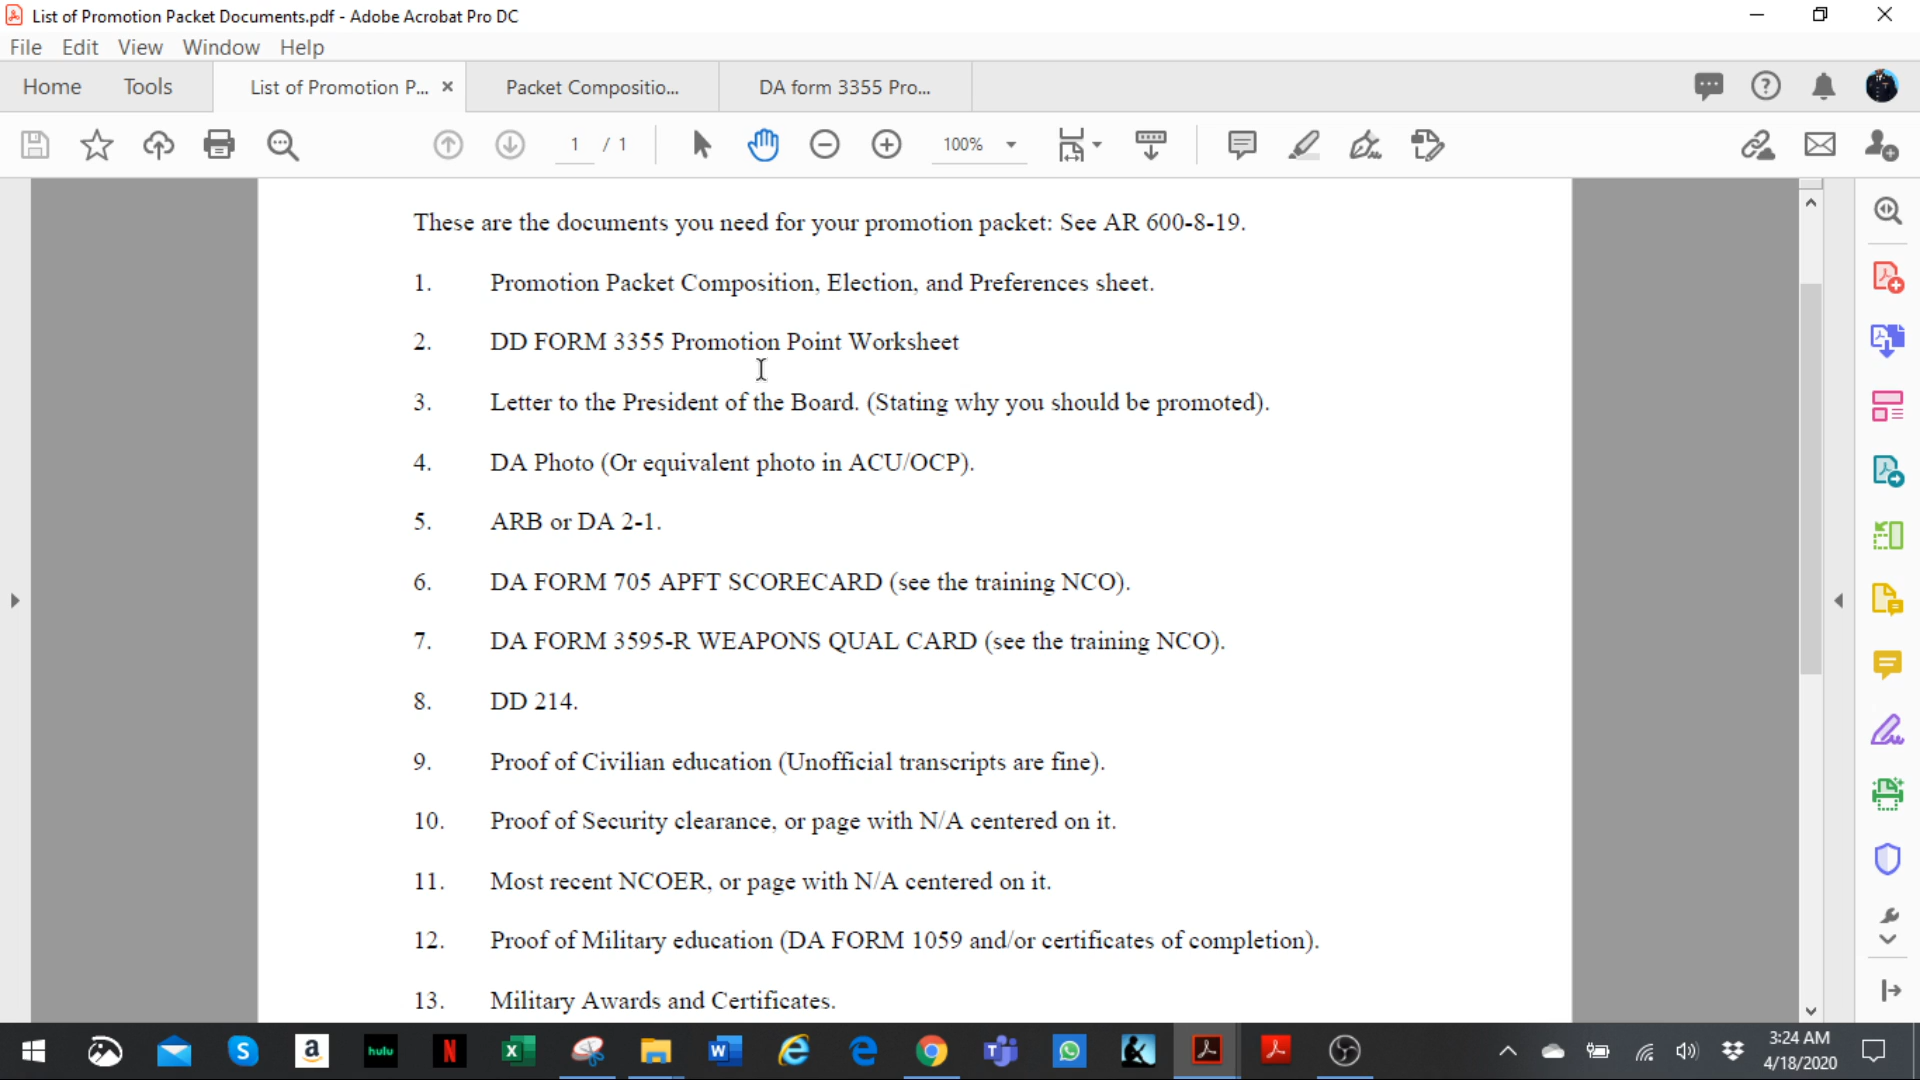 List of Promotion Packet Documents.pdf - Adobe Acrobat Pro DC
File Edit View Window Help
Home Tools List of Promotion P... × Packet Compositio... DA form 3355 Pro...
1 / 1 100%
These are the documents you need for your promotion packet: See AR 600-8-19.
1. Promotion Packet Composition, Election, and Preferences sheet.
2. DD FORM 3355 Promotion Point Worksheet
3. Letter to the President of the Board. (Stating why you should be promoted).
4. DA Photo (Or equivalent photo in ACU/OCP).
5. ARB or DA 2-1.
6. DA FORM 705 APFT SCORECARD (see the training NCO).
7. DA FORM 3595-R WEAPONS QUAL CARD (see the training NCO).
8. DD 214.
9. Proof of Civilian education (Unofficial transcripts are fine).
10. Proof of Security clearance, or page with N/A centered on it.
11. Most recent NCOER, or page with N/A centered on it.
12. Proof of Military education (DA FORM 1059 and/or certificates of completion).
13. Military Awards and Certificates.
hulu
3:24 AM
4/18/2020